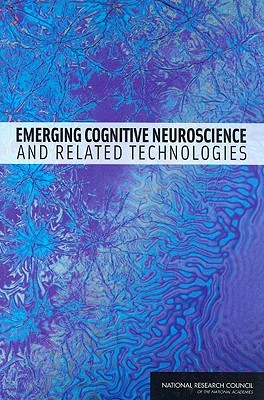 EMERGING COGNITIVE NEUROSCIENCE
AND RELATED TECHNOLOGIES
NATIONAL RESEARCH COUNCIL
OF THE NATIONAL ACADEMIES